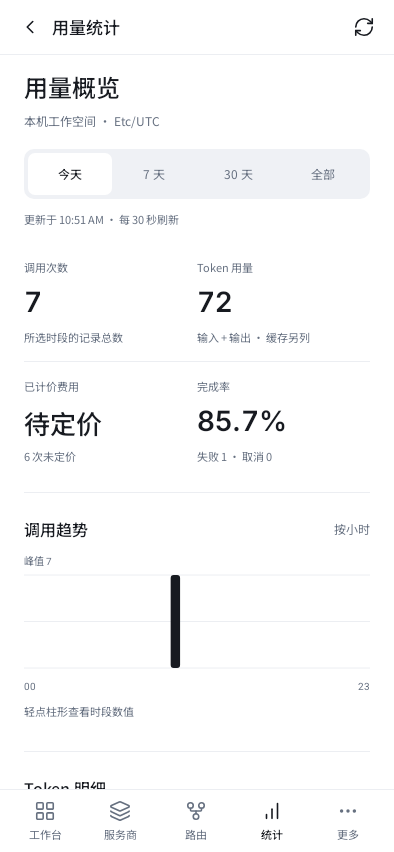 用量统计
用量概览
本机工作空间 · Etc/UTC
今天 7 天 30 天 全部
更新于 10:51 AM · 每 30 秒刷新
调用次数 Token 用量
7 72
所选时段的记录总数 输入 + 输出 · 缓存另列
已计价费用 完成率
待定价 85.7%
6 次未定价 失败 1 · 取消 0
调用趋势 按小时
峰值 7
00 23
轻点柱形查看时段数值
Token 明细
工作台 服务商 路由 统计 更多